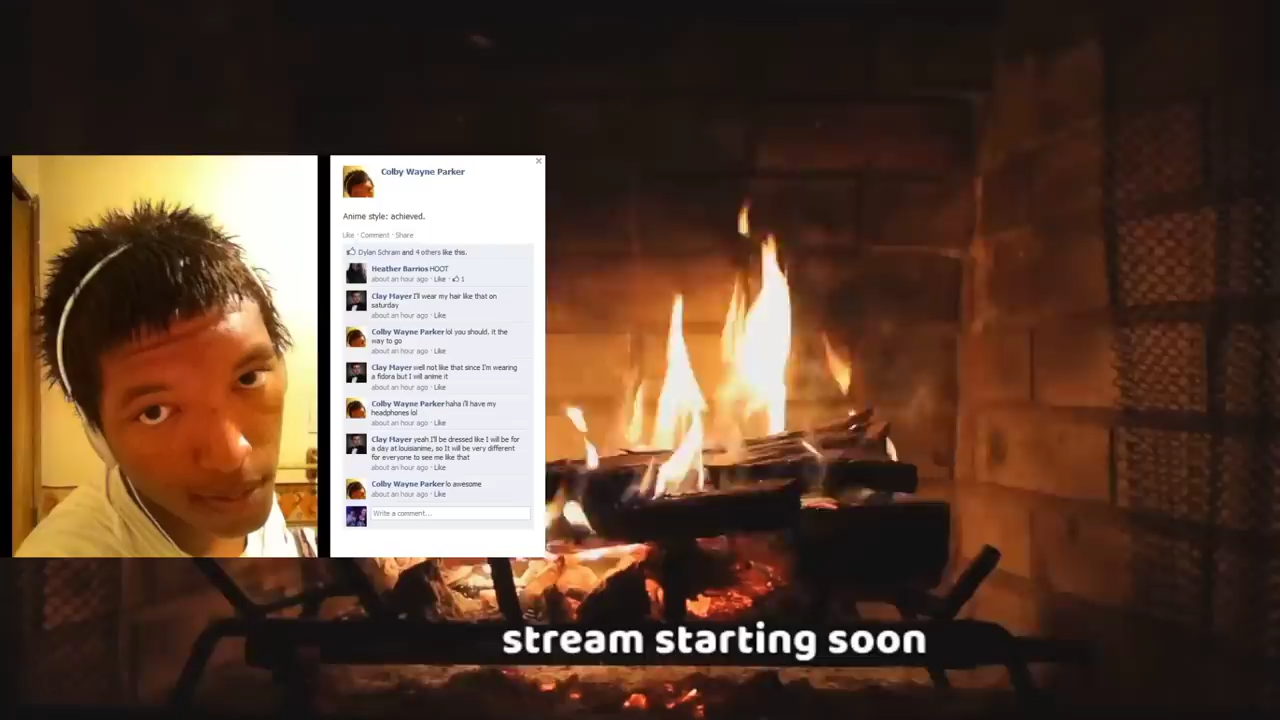 Colby Wayne Parker
Anime style: achieved.
Like · Comment · Share
Dylan Schram and 4 others like this.
Heather Barrios HOOT
about an hour ago · Like · 1
Clay Mayer I'll wear my hair like that on
saturday
about an hour ago · Like
Colby Wayne Parker lol you should. it the
way to go
about an hour ago · Like
Clay Mayer well not like that since I'm wearing
a fidora but I will anime it
about an hour ago · Like
Colby Wayne Parker haha i'll have my
headphones lol
about an hour ago · Like
Clay Mayer yeah I'll be dressed like I will be for
a day at louisianime, so It will be very different
for everyone to see me like that
about an hour ago · Like
Colby Wayne Parker lo awesome
about an hour ago · Like
Write a comment...
stream starting soon